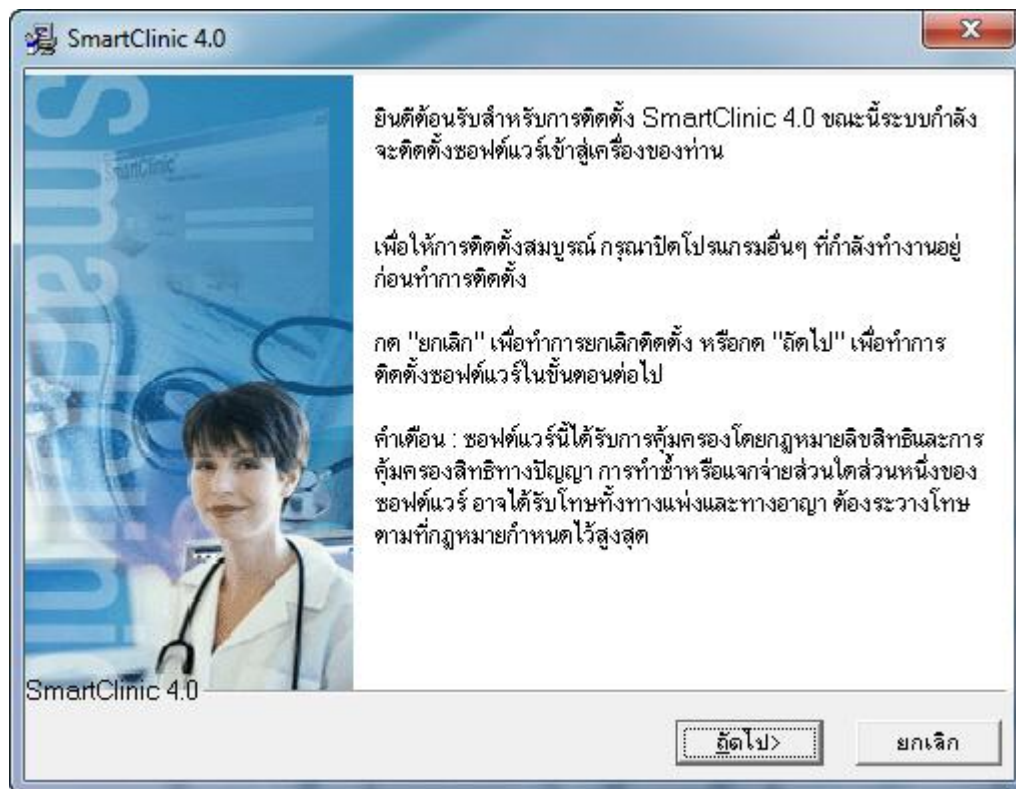 SmartClinic 4.0
SmartClinic
SmartClinic
ยินดีต้อนรับสำหรับการติดตั้ง SmartClinic 4.0 ขณะนี้ระบบกำลัง
จะติดตั้งซอฟต์แวร์เข้าสู่เครื่องของท่าน
เพื่อให้การติดตั้งสมบูรณ์ กรุณาปิดโปรแกรมอื่นๆ ที่กำลังทำงานอยู่
ก่อนทำการติดตั้ง
กด "ยกเลิก" เพื่อทำการยกเลิกติดตั้ง หรือกด "ถัดไป" เพื่อทำการ
ติดตั้งซอฟต์แวร์ในขั้นตอนต่อไป
คำเตือน : ซอฟต์แวร์นี้ได้รับการคุ้มครองโดยกฎหมายลิขสิทธิและการ
คุ้มครองสิทธิทางปัญญา การทำซ้ำหรือแจกจ่ายส่วนใดส่วนหนึ่งของ
ซอฟต์แวร์ อาจได้รับโทษทั้งทางแพ่งและทางอาญา ต้องระวางโทษ
ตามที่กฎหมายกำหนดไว้สูงสุด
SmartClinic 4.0
ถัดไป>
ยกเลิก